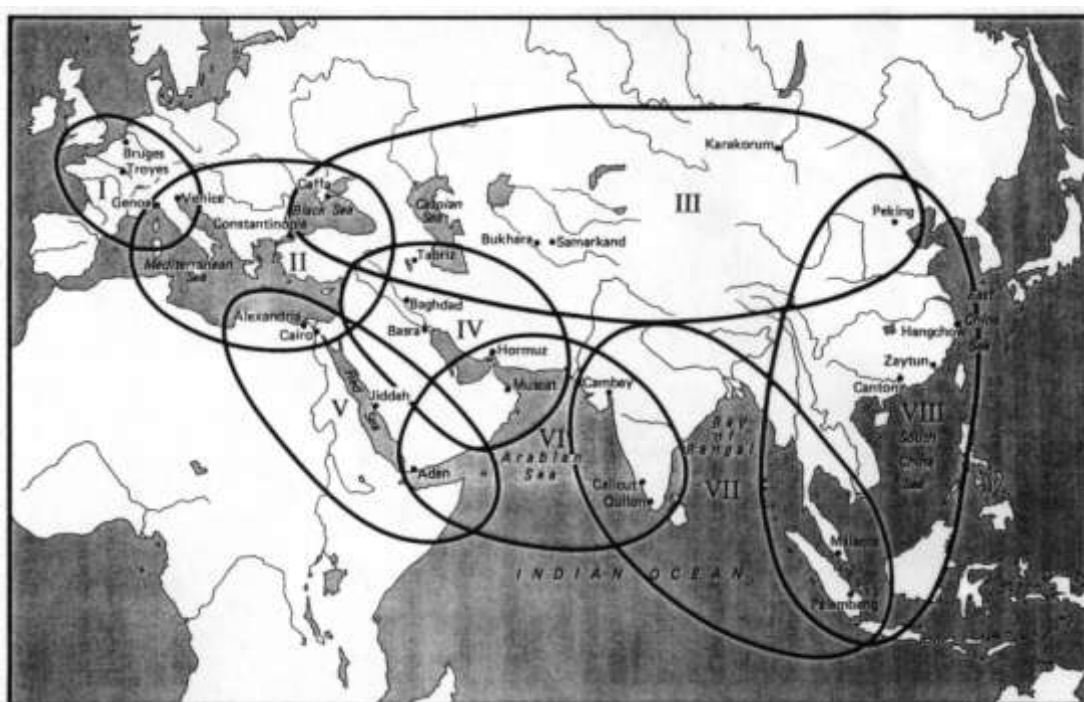 Bruges
Troyes
I
Genoa
Venice
Mediterranean
Sea
Constantinople
II
Caffa
Black Sea
Caspian
Sea
Tabriz
Bukhara
Samarkand
III
Karakorum
Peking
Baghdad
Basra
IV
Hormuz
Muscat
Alexandria
Cairo
Red
Sea
V
Jiddah
Aden
VI
Arabian
Sea
Cambay
Calicut
Quilon
Bay
of
Bengal
VII
INDIAN OCEAN
East
China
Sea
Hangchow
Zaytun
Canton
VIII
South
China
Sea
Malacca
Palembang